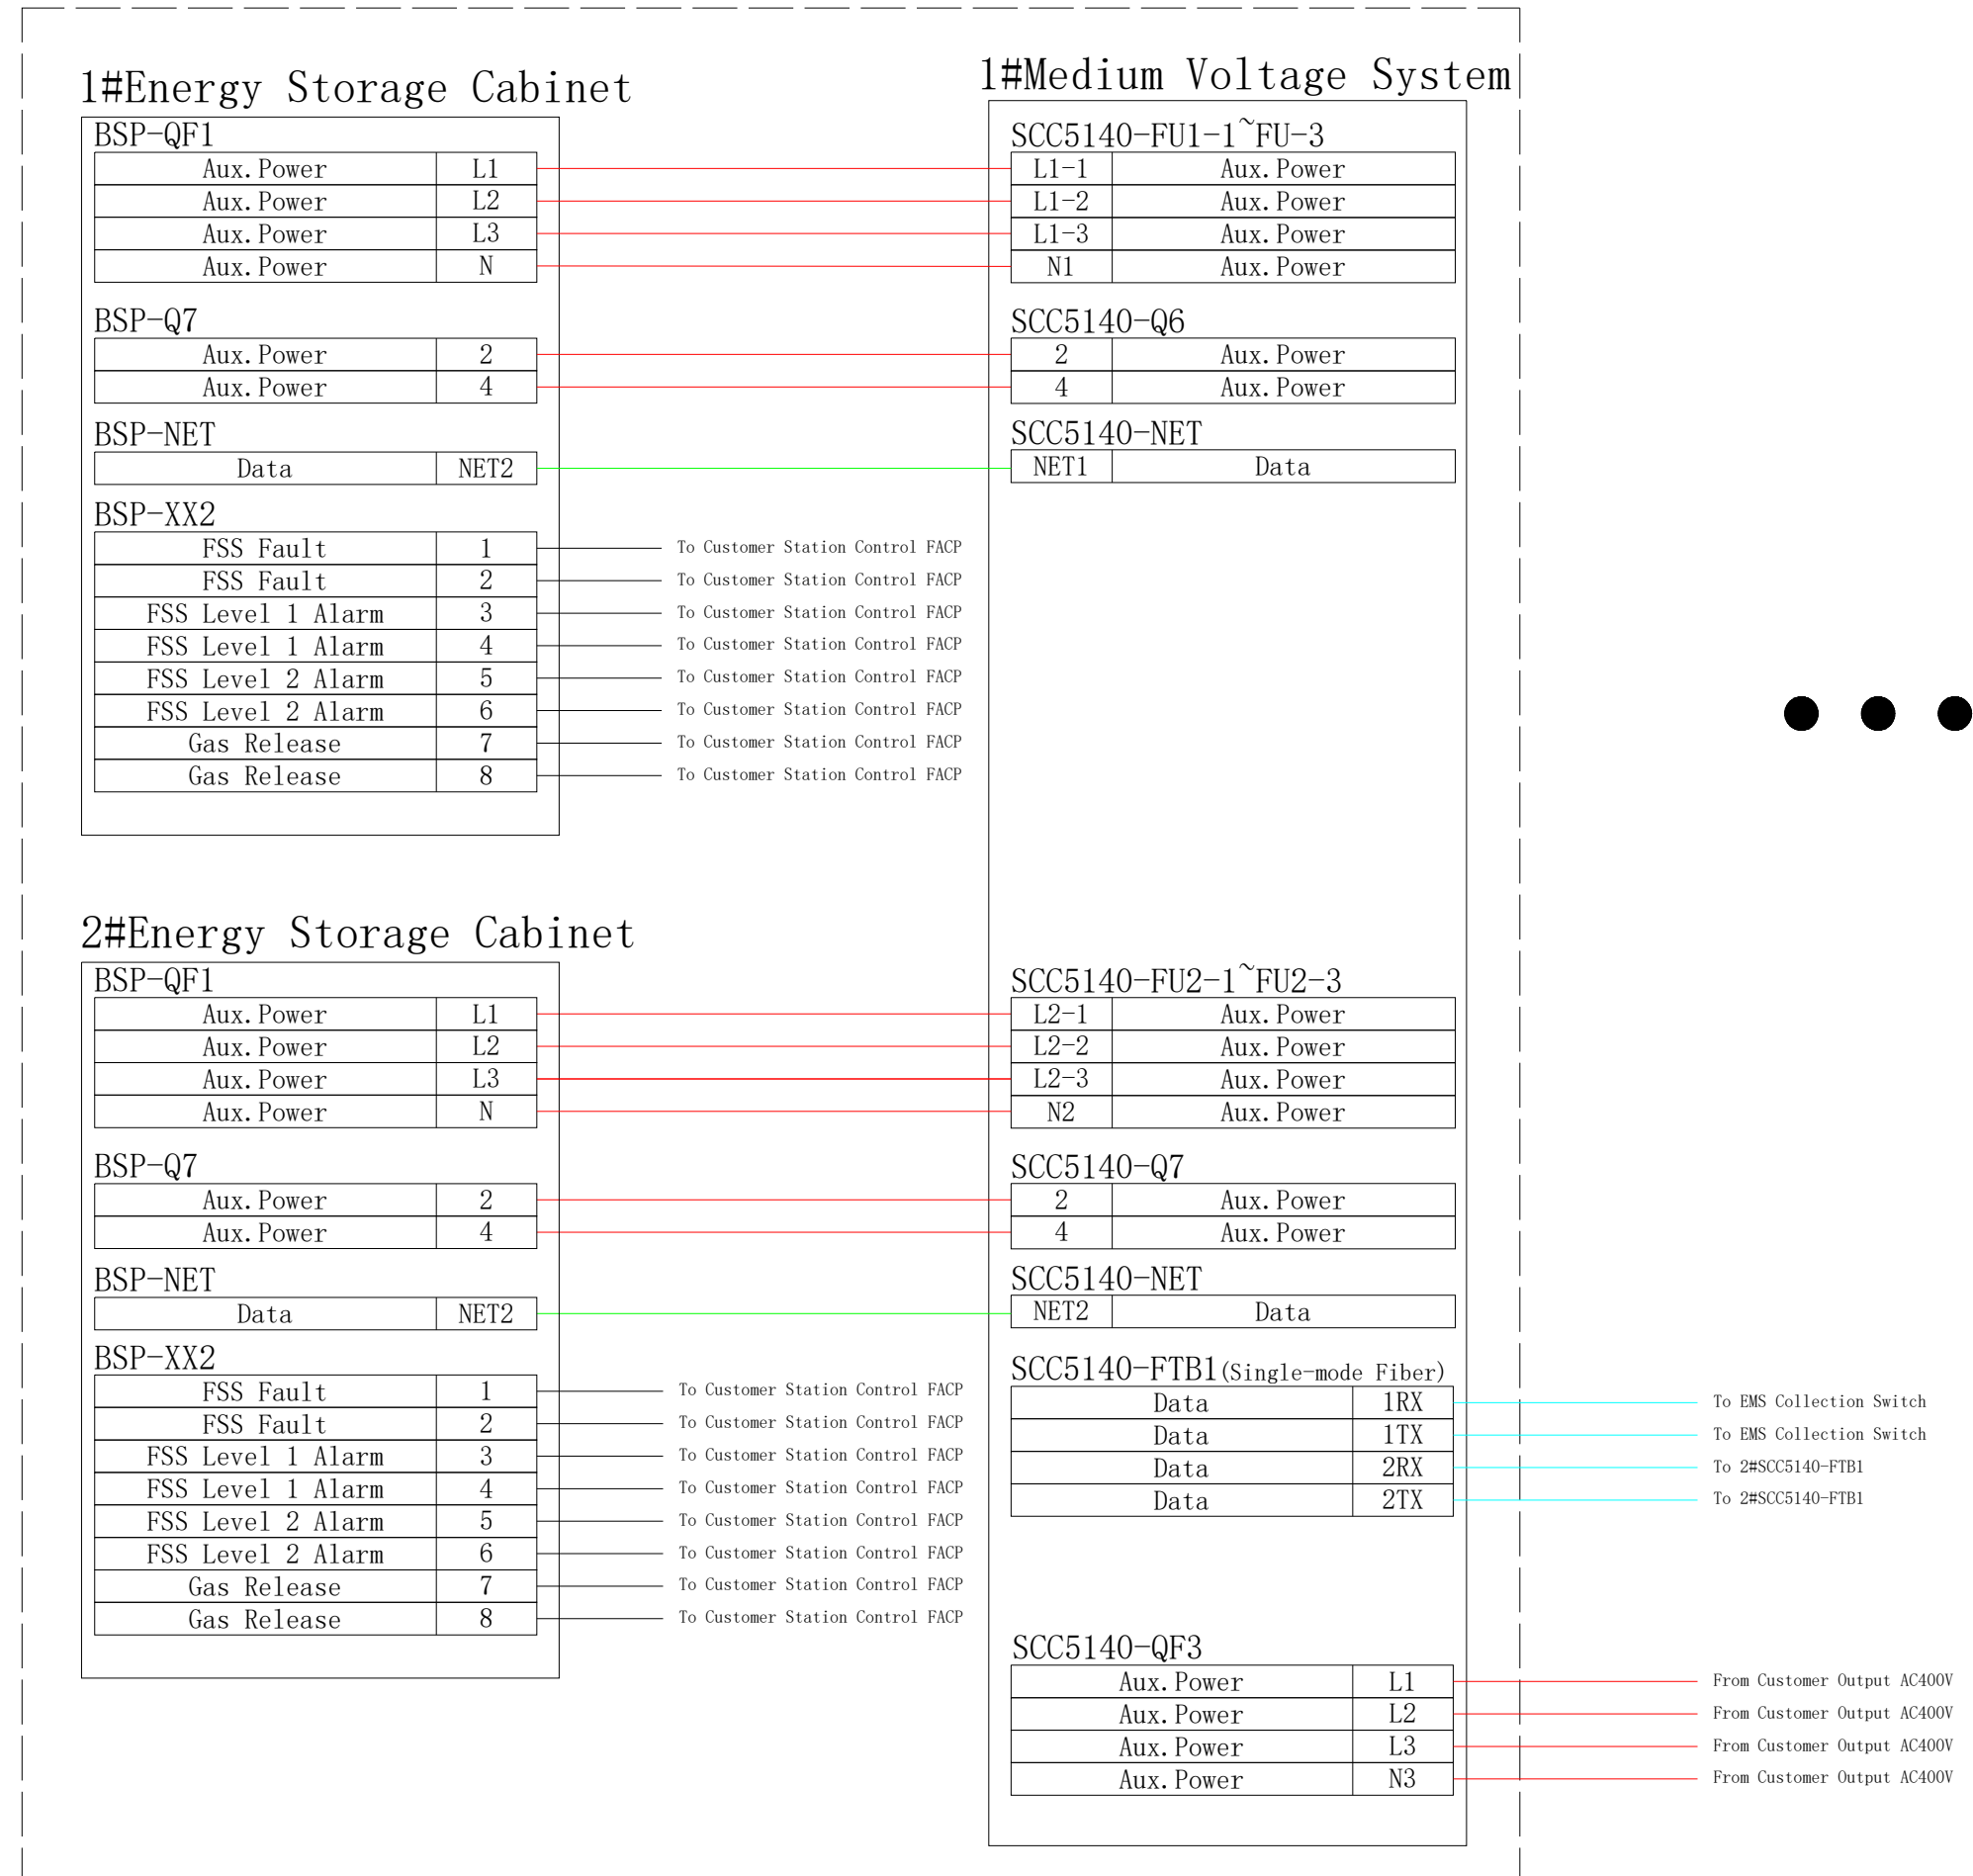 1#Energy Storage Cabinet
BSP-QF1
Aux.Power L1
Aux.Power L2
Aux.Power L3
Aux.Power N
BSP-Q7
Aux.Power 2
Aux.Power 4
BSP-NET
Data NET2
BSP-XX2
FSS Fault 1 To Customer Station Control FACP
FSS Fault 2 To Customer Station Control FACP
FSS Level 1 Alarm 3 To Customer Station Control FACP
FSS Level 1 Alarm 4 To Customer Station Control FACP
FSS Level 2 Alarm 5 To Customer Station Control FACP
FSS Level 2 Alarm 6 To Customer Station Control FACP
Gas Release 7 To Customer Station Control FACP
Gas Release 8 To Customer Station Control FACP
2#Energy Storage Cabinet
BSP-QF1
Aux.Power L1
Aux.Power L2
Aux.Power L3
Aux.Power N
BSP-Q7
Aux.Power 2
Aux.Power 4
BSP-NET
Data NET2
BSP-XX2
FSS Fault 1 To Customer Station Control FACP
FSS Fault 2 To Customer Station Control FACP
FSS Level 1 Alarm 3 To Customer Station Control FACP
FSS Level 1 Alarm 4 To Customer Station Control FACP
FSS Level 2 Alarm 5 To Customer Station Control FACP
FSS Level 2 Alarm 6 To Customer Station Control FACP
Gas Release 7 To Customer Station Control FACP
Gas Release 8 To Customer Station Control FACP
1#Medium Voltage System
SCC5140-FU1-1~FU-3
L1-1 Aux.Power
L1-2 Aux.Power
L1-3 Aux.Power
N1 Aux.Power
SCC5140-Q6
2 Aux.Power
4 Aux.Power
SCC5140-NET
NET1 Data
SCC5140-FU2-1~FU2-3
L2-1 Aux.Power
L2-2 Aux.Power
L2-3 Aux.Power
N2 Aux.Power
SCC5140-Q7
2 Aux.Power
4 Aux.Power
SCC5140-NET
NET2 Data
SCC5140-FTB1(Single-mode Fiber)
Data 1RX To EMS Collection Switch
Data 1TX To EMS Collection Switch
Data 2RX To 2#SCC5140-FTB1
Data 2TX To 2#SCC5140-FTB1
SCC5140-QF3
Aux.Power L1 From Customer Output AC400V
Aux.Power L2 From Customer Output AC400V
Aux.Power L3 From Customer Output AC400V
Aux.Power N3 From Customer Output AC400V